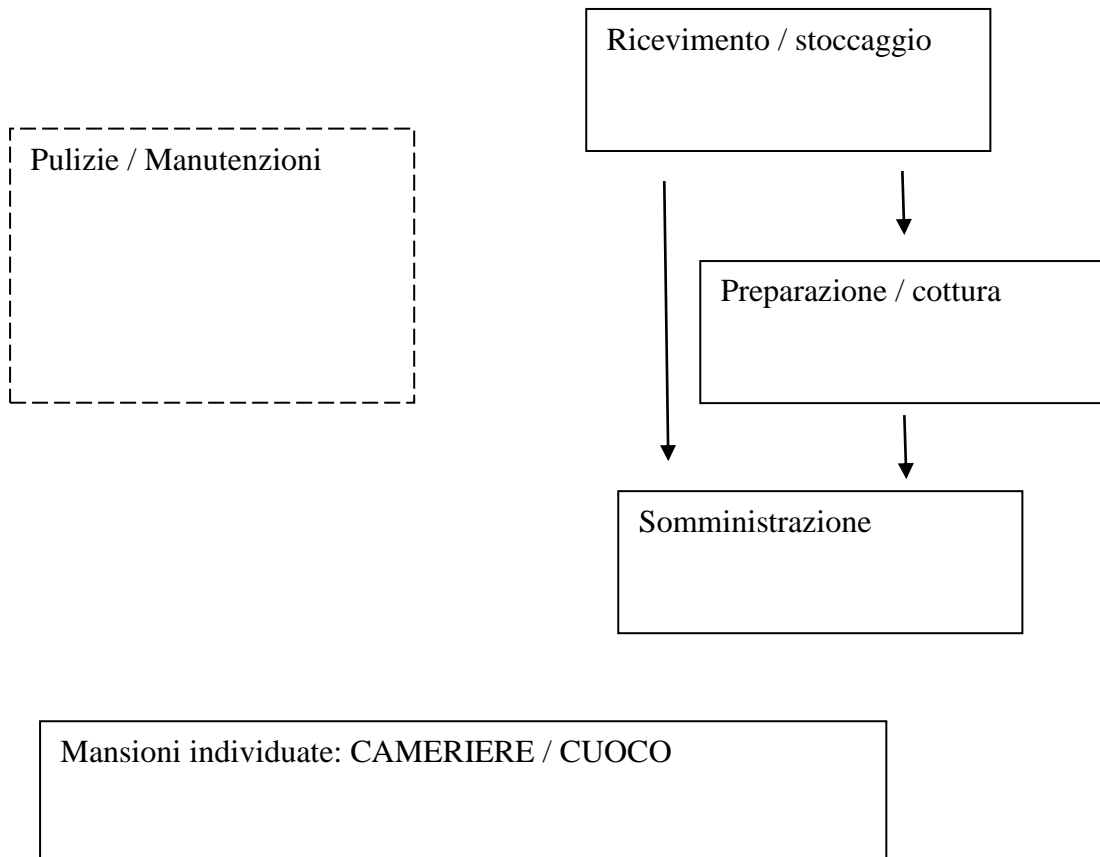 Ricevimento / stoccaggio
Pulizie / Manutenzioni
Preparazione / cottura
Somministrazione
Mansioni individuate: CAMERIERE / CUOCO